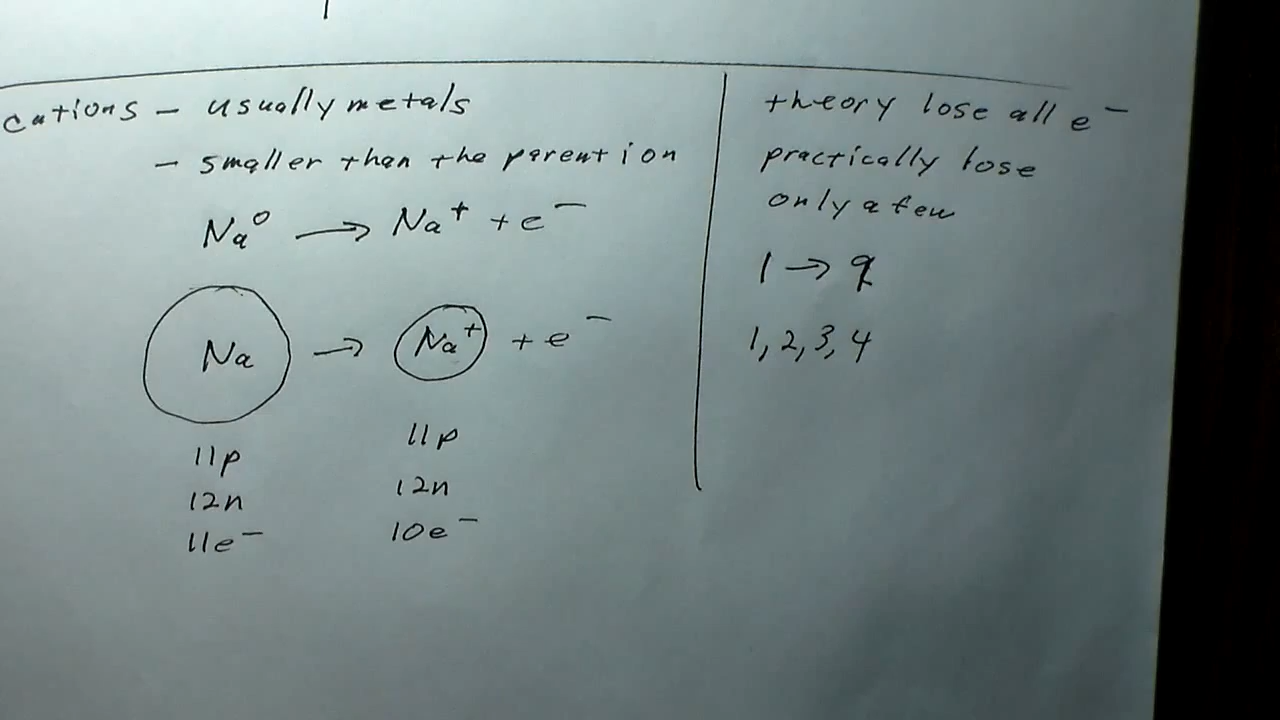 cations - usually metals
- smaller than the parent ion
Na⁰ → Na⁺ + e⁻
Na → Na⁺ + e⁻
11p
12n
11e⁻
11p
12n
10e⁻
theory lose all e⁻
practically lose
only a few
1 →
1, 2, 3, 4